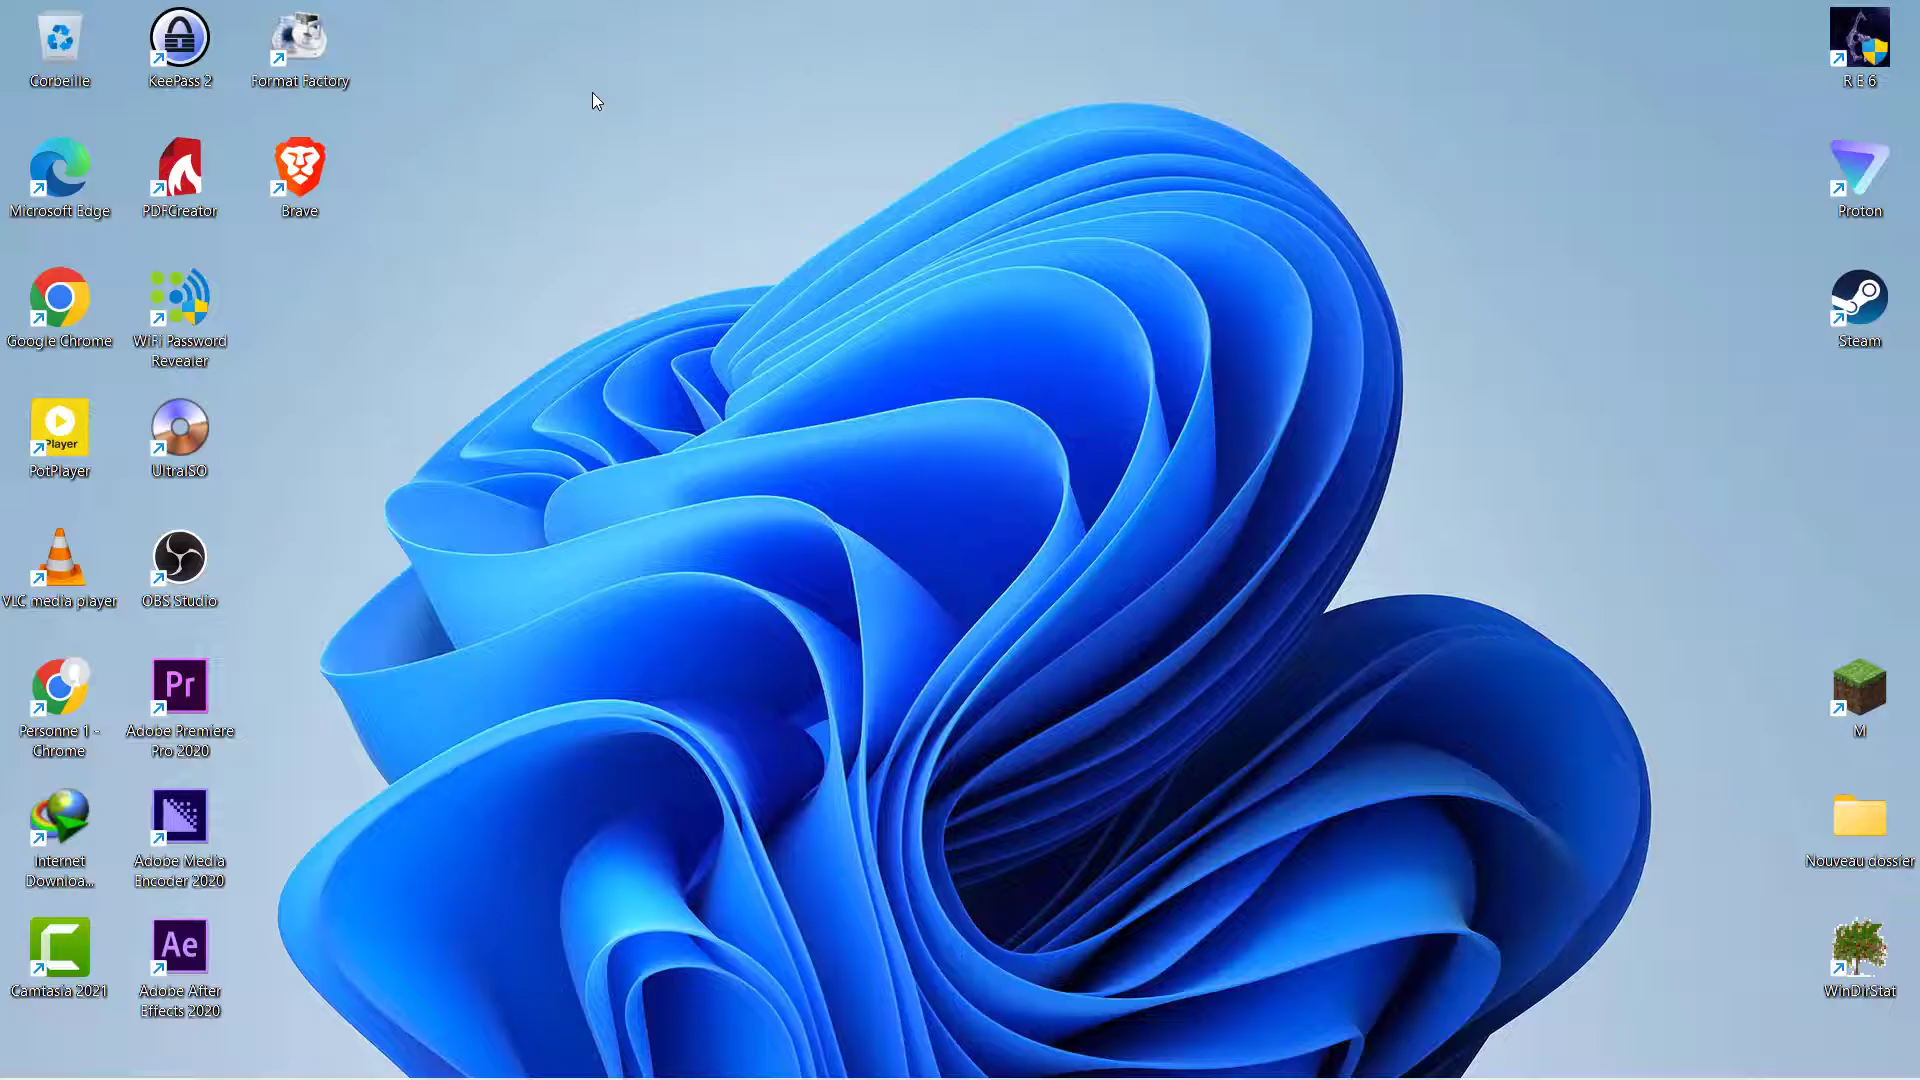 Corbeille
KeePass 2
Format Factory
R E 6
Microsoft Edge
PDFCreator
Brave
Proton
Google Chrome
WiFi Password
Revealer
Steam
Player
PotPlayer
UltraISO
VLC media player
OBS Studio
Pr
Personne 1 -
Chrome
Adobe Premiere
Pro 2020
M
Internet
Downloa...
Adobe Media
Encoder 2020
Nouveau dossier
Ae
Camtasia 2021
Adobe After
Effects 2020
WinDirStat